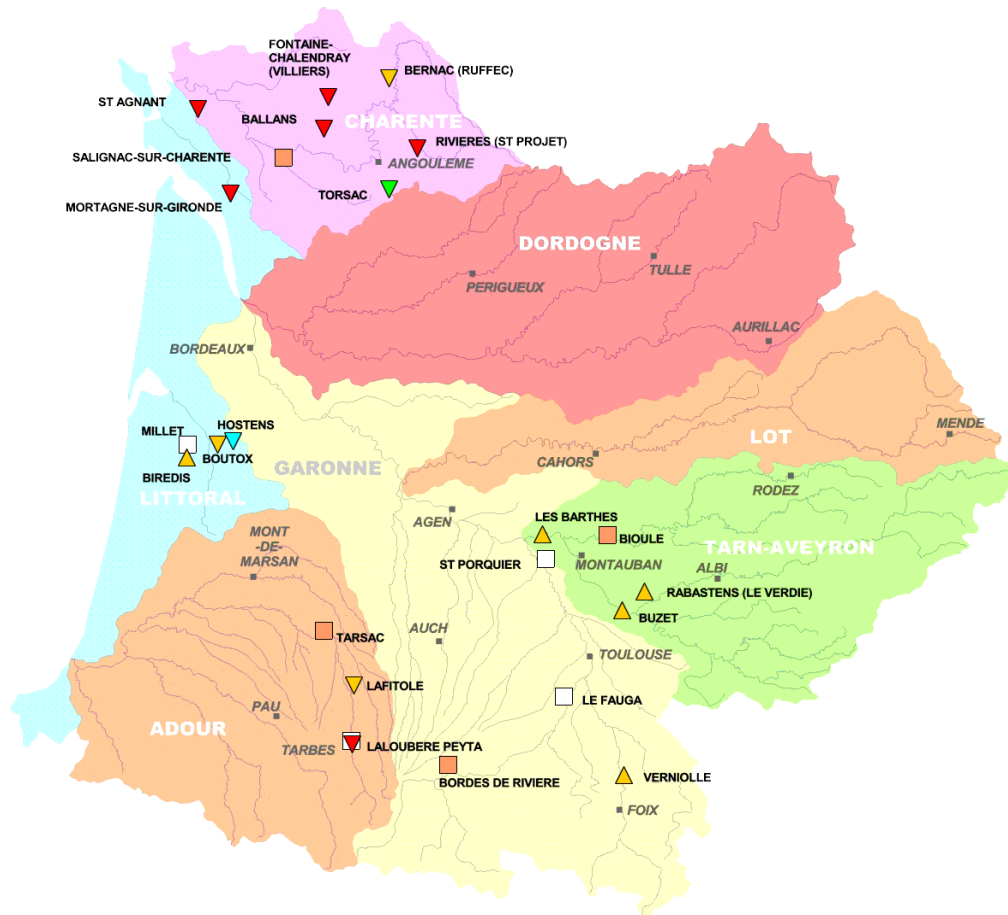 FONTAINE-
CHALENDRAY
(VILLIERS)
BERNAC (RUFFEC)
ST AGNANT
BALLANS
CHARENTE
RIVIERES (ST PROJET)
SALIGNAC-SUR-CHARENTE
ANGOULEME
TORSAC
MORTAGNE-SUR-GIRONDE
DORDOGNE
TULLE
PERIGUEUX
AURILLAC
BORDEAUX
MILLET
HOSTENS
BOUTOX
BIREDIS
LITTORAL
GARONNE
MENDE
LOT
CAHORS
RODEZ
AGEN
LES BARTHES
BIOULE
TARN-AVEYRON
MONT
-DE-
MARSAN
ST PORQUIER
MONTAUBAN
ALBI
RABASTENS (LE VERDIE)
BUZET
TARSAC
AUCH
TOULOUSE
LAFITOLE
LE FAUGA
PAU
ADOUR
TARBES
LALOUBERE PEYTA
BORDES DE RIVIERE
VERNIOLLE
FOIX